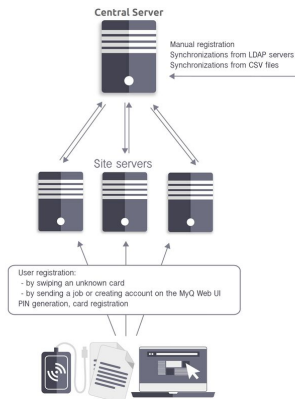 Central Server
Manual registration
Synchronizations from LDAP servers
Synchronizations from CSV files
Site servers
User registration:
- by swiping an unknown card
- by sending a job or creating account on the MyQ Web UI
PIN generation, card registration